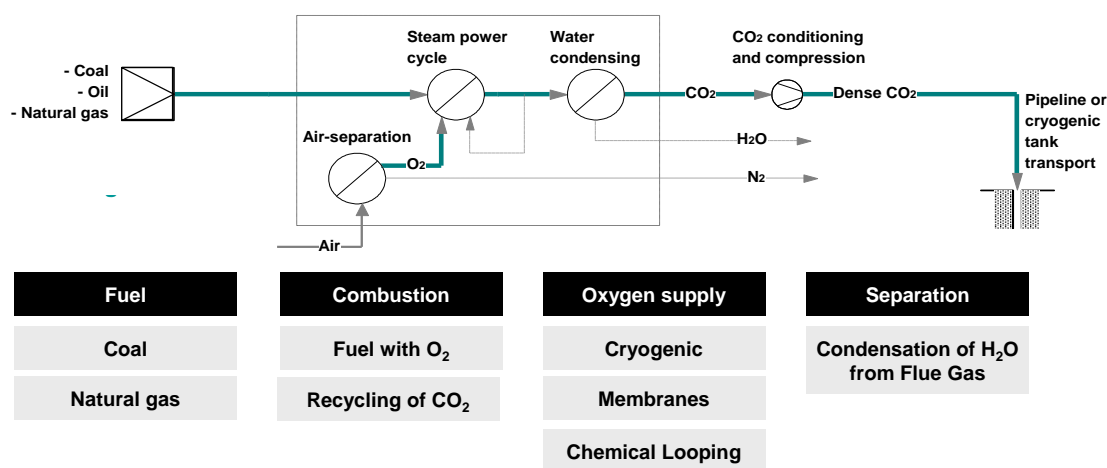 - Coal
- Oil
- Natural gas
Steam power
cycle
Water
condensing
CO₂ conditioning
and compression
CO₂
Dense CO₂
Pipeline or
cryogenic
tank
transport
Air-separation
O₂
H₂O
N₂
Air
Fuel
Coal
Natural gas
Combustion
Fuel with O₂
Recycling of CO₂
Oxygen supply
Cryogenic
Membranes
Chemical Looping
Separation
Condensation of H₂O
from Flue Gas